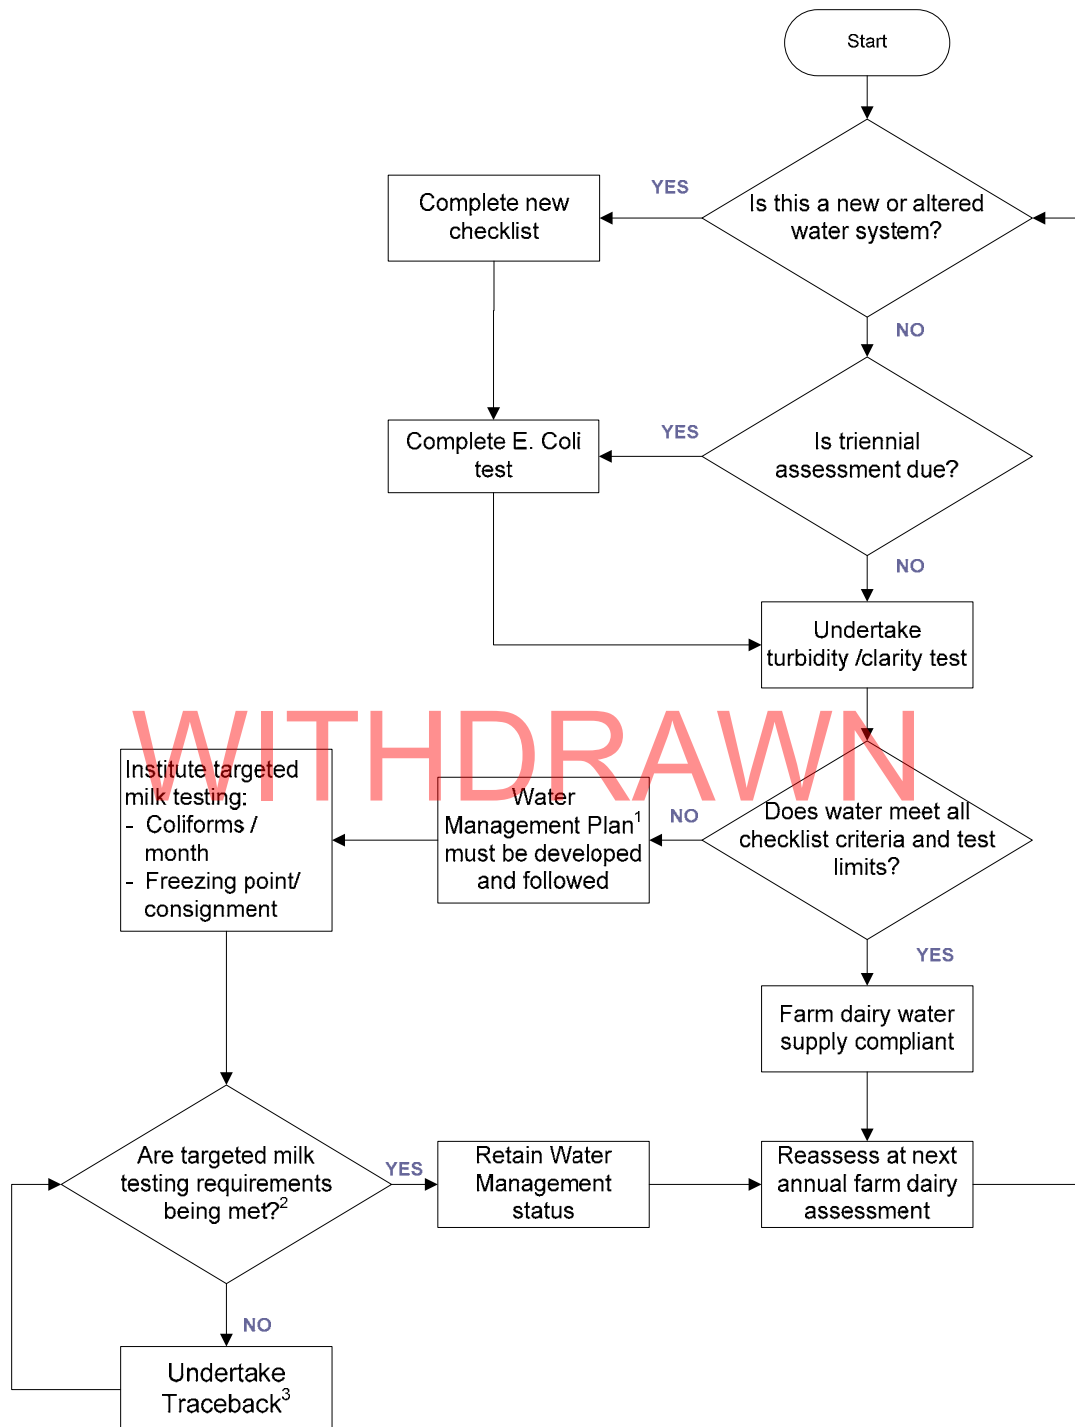 Start
Is this a new or altered
water system?
YES
Complete new
checklist
NO
Is triennial
assessment due?
YES
Complete E. Coli
test
NO
Undertake
turbidity /clarity test
WITHDRAWN
Does water meet all
checklist criteria and test
limits?
NO
Water
Management Plan¹
must be developed
and followed
Institute targeted
milk testing:
- Coliforms /
month
- Freezing point/
consignment
YES
Farm dairy water
supply compliant
Are targeted milk
testing requirements
being met?²
YES
Retain Water
Management
status
Reassess at next
annual farm dairy
assessment
NO
Undertake
Traceback³